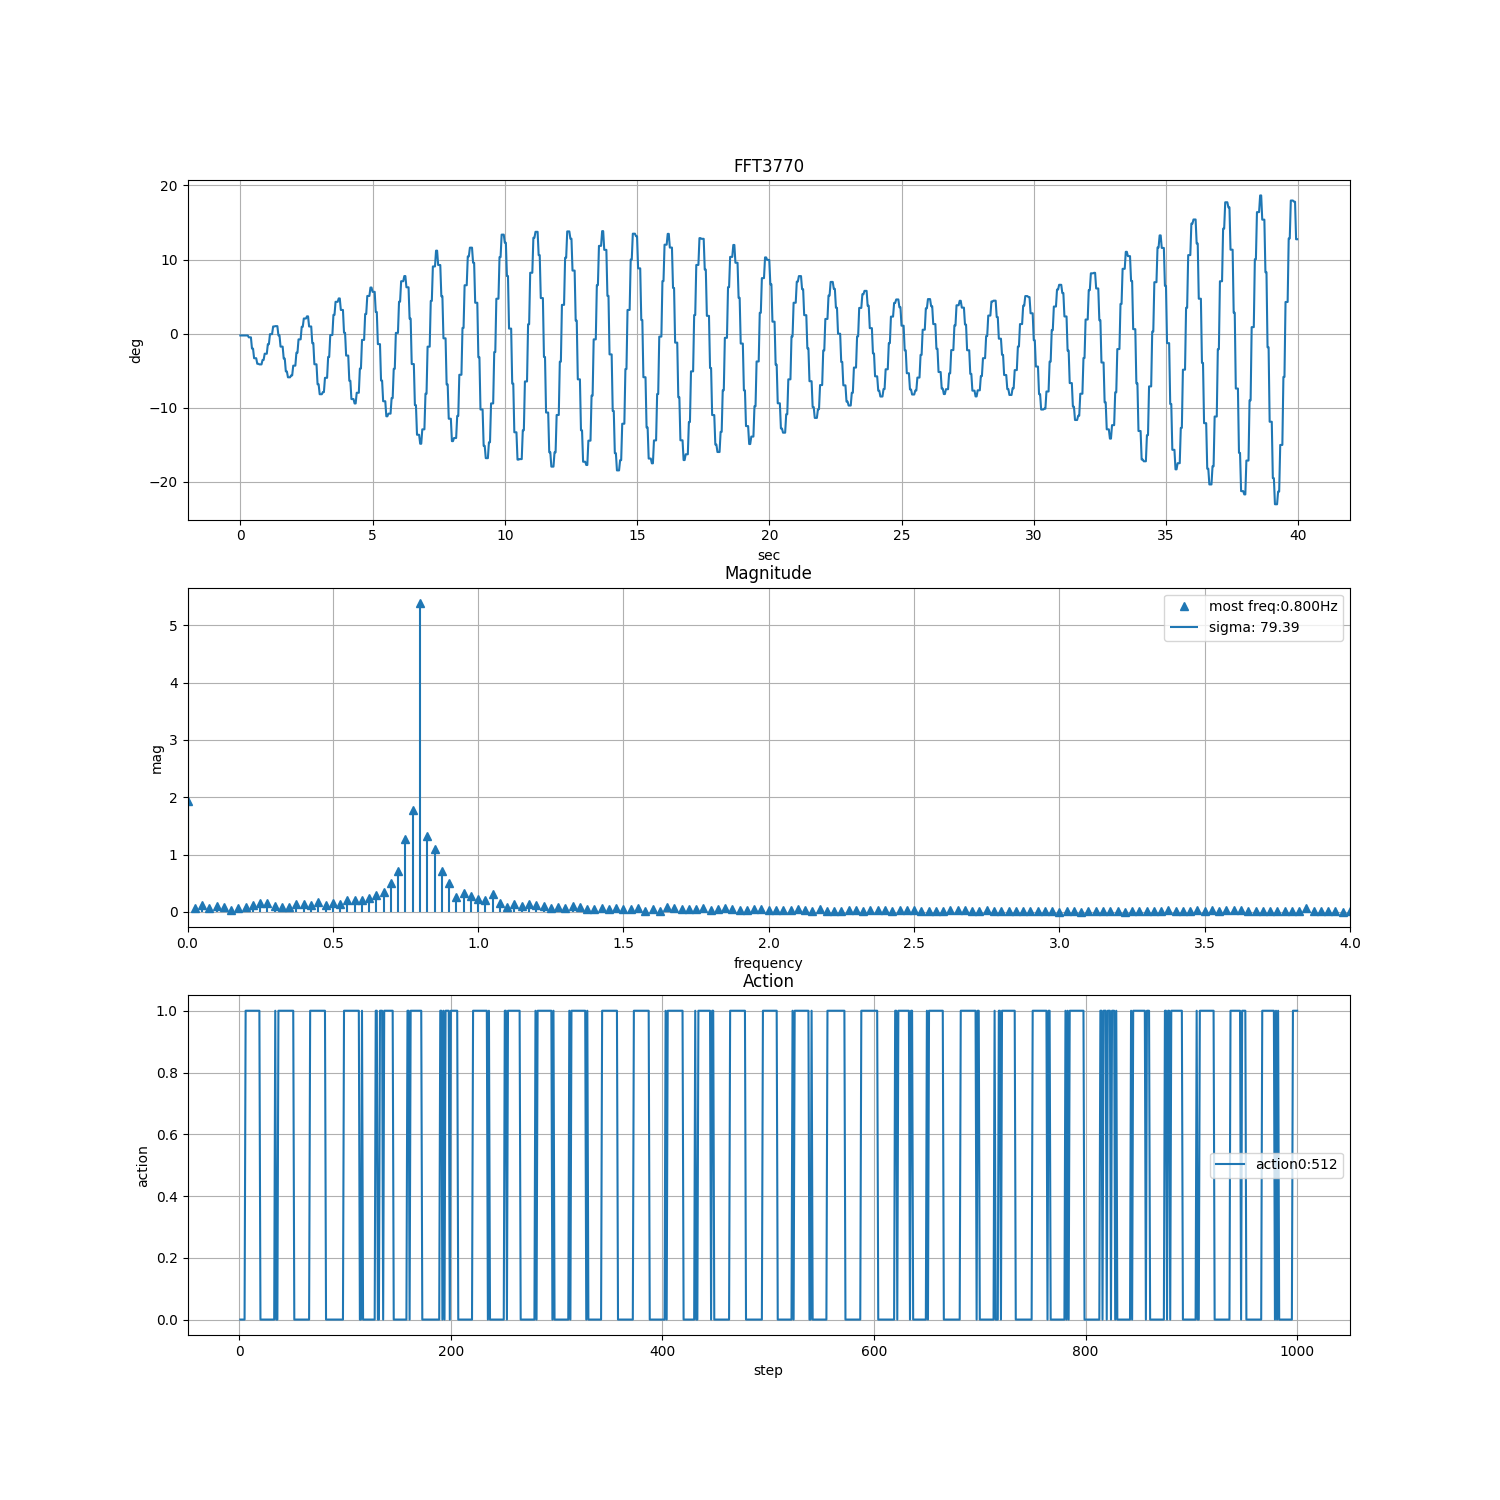 FFT3770
20
10
0
−10
−20
deg
0 5 10 15 20 25 30 35 40
sec
Magnitude
most freq:0.800Hz
sigma: 79.39
5
4
3
2
1
0
mag
0.0 0.5 1.0 1.5 2.0 2.5 3.0 3.5 4.0
frequency
Action
1.0
0.8
0.6
0.4
0.2
0.0
action
action0:512
0 200 400 600 800 1000
step